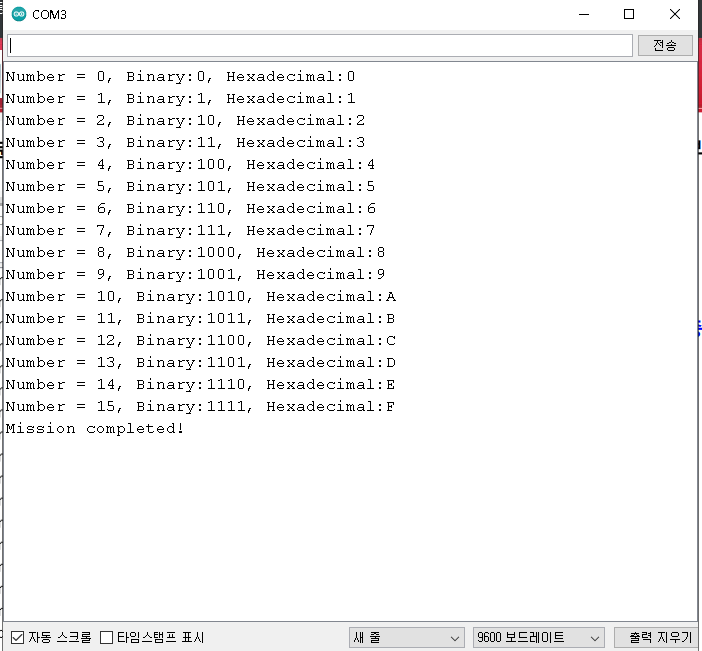 COM3
전송
Number = 0, Binary:0, Hexadecimal:0
Number = 1, Binary:1, Hexadecimal:1
Number = 2, Binary:10, Hexadecimal:2
Number = 3, Binary:11, Hexadecimal:3
Number = 4, Binary:100, Hexadecimal:4
Number = 5, Binary:101, Hexadecimal:5
Number = 6, Binary:110, Hexadecimal:6
Number = 7, Binary:111, Hexadecimal:7
Number = 8, Binary:1000, Hexadecimal:8
Number = 9, Binary:1001, Hexadecimal:9
Number = 10, Binary:1010, Hexadecimal:A
Number = 11, Binary:1011, Hexadecimal:B
Number = 12, Binary:1100, Hexadecimal:C
Number = 13, Binary:1101, Hexadecimal:D
Number = 14, Binary:1110, Hexadecimal:E
Number = 15, Binary:1111, Hexadecimal:F
Mission completed!
자동 스크롤 타임스탬프 표시 새 줄 9600 보드레이트 출력 지우기